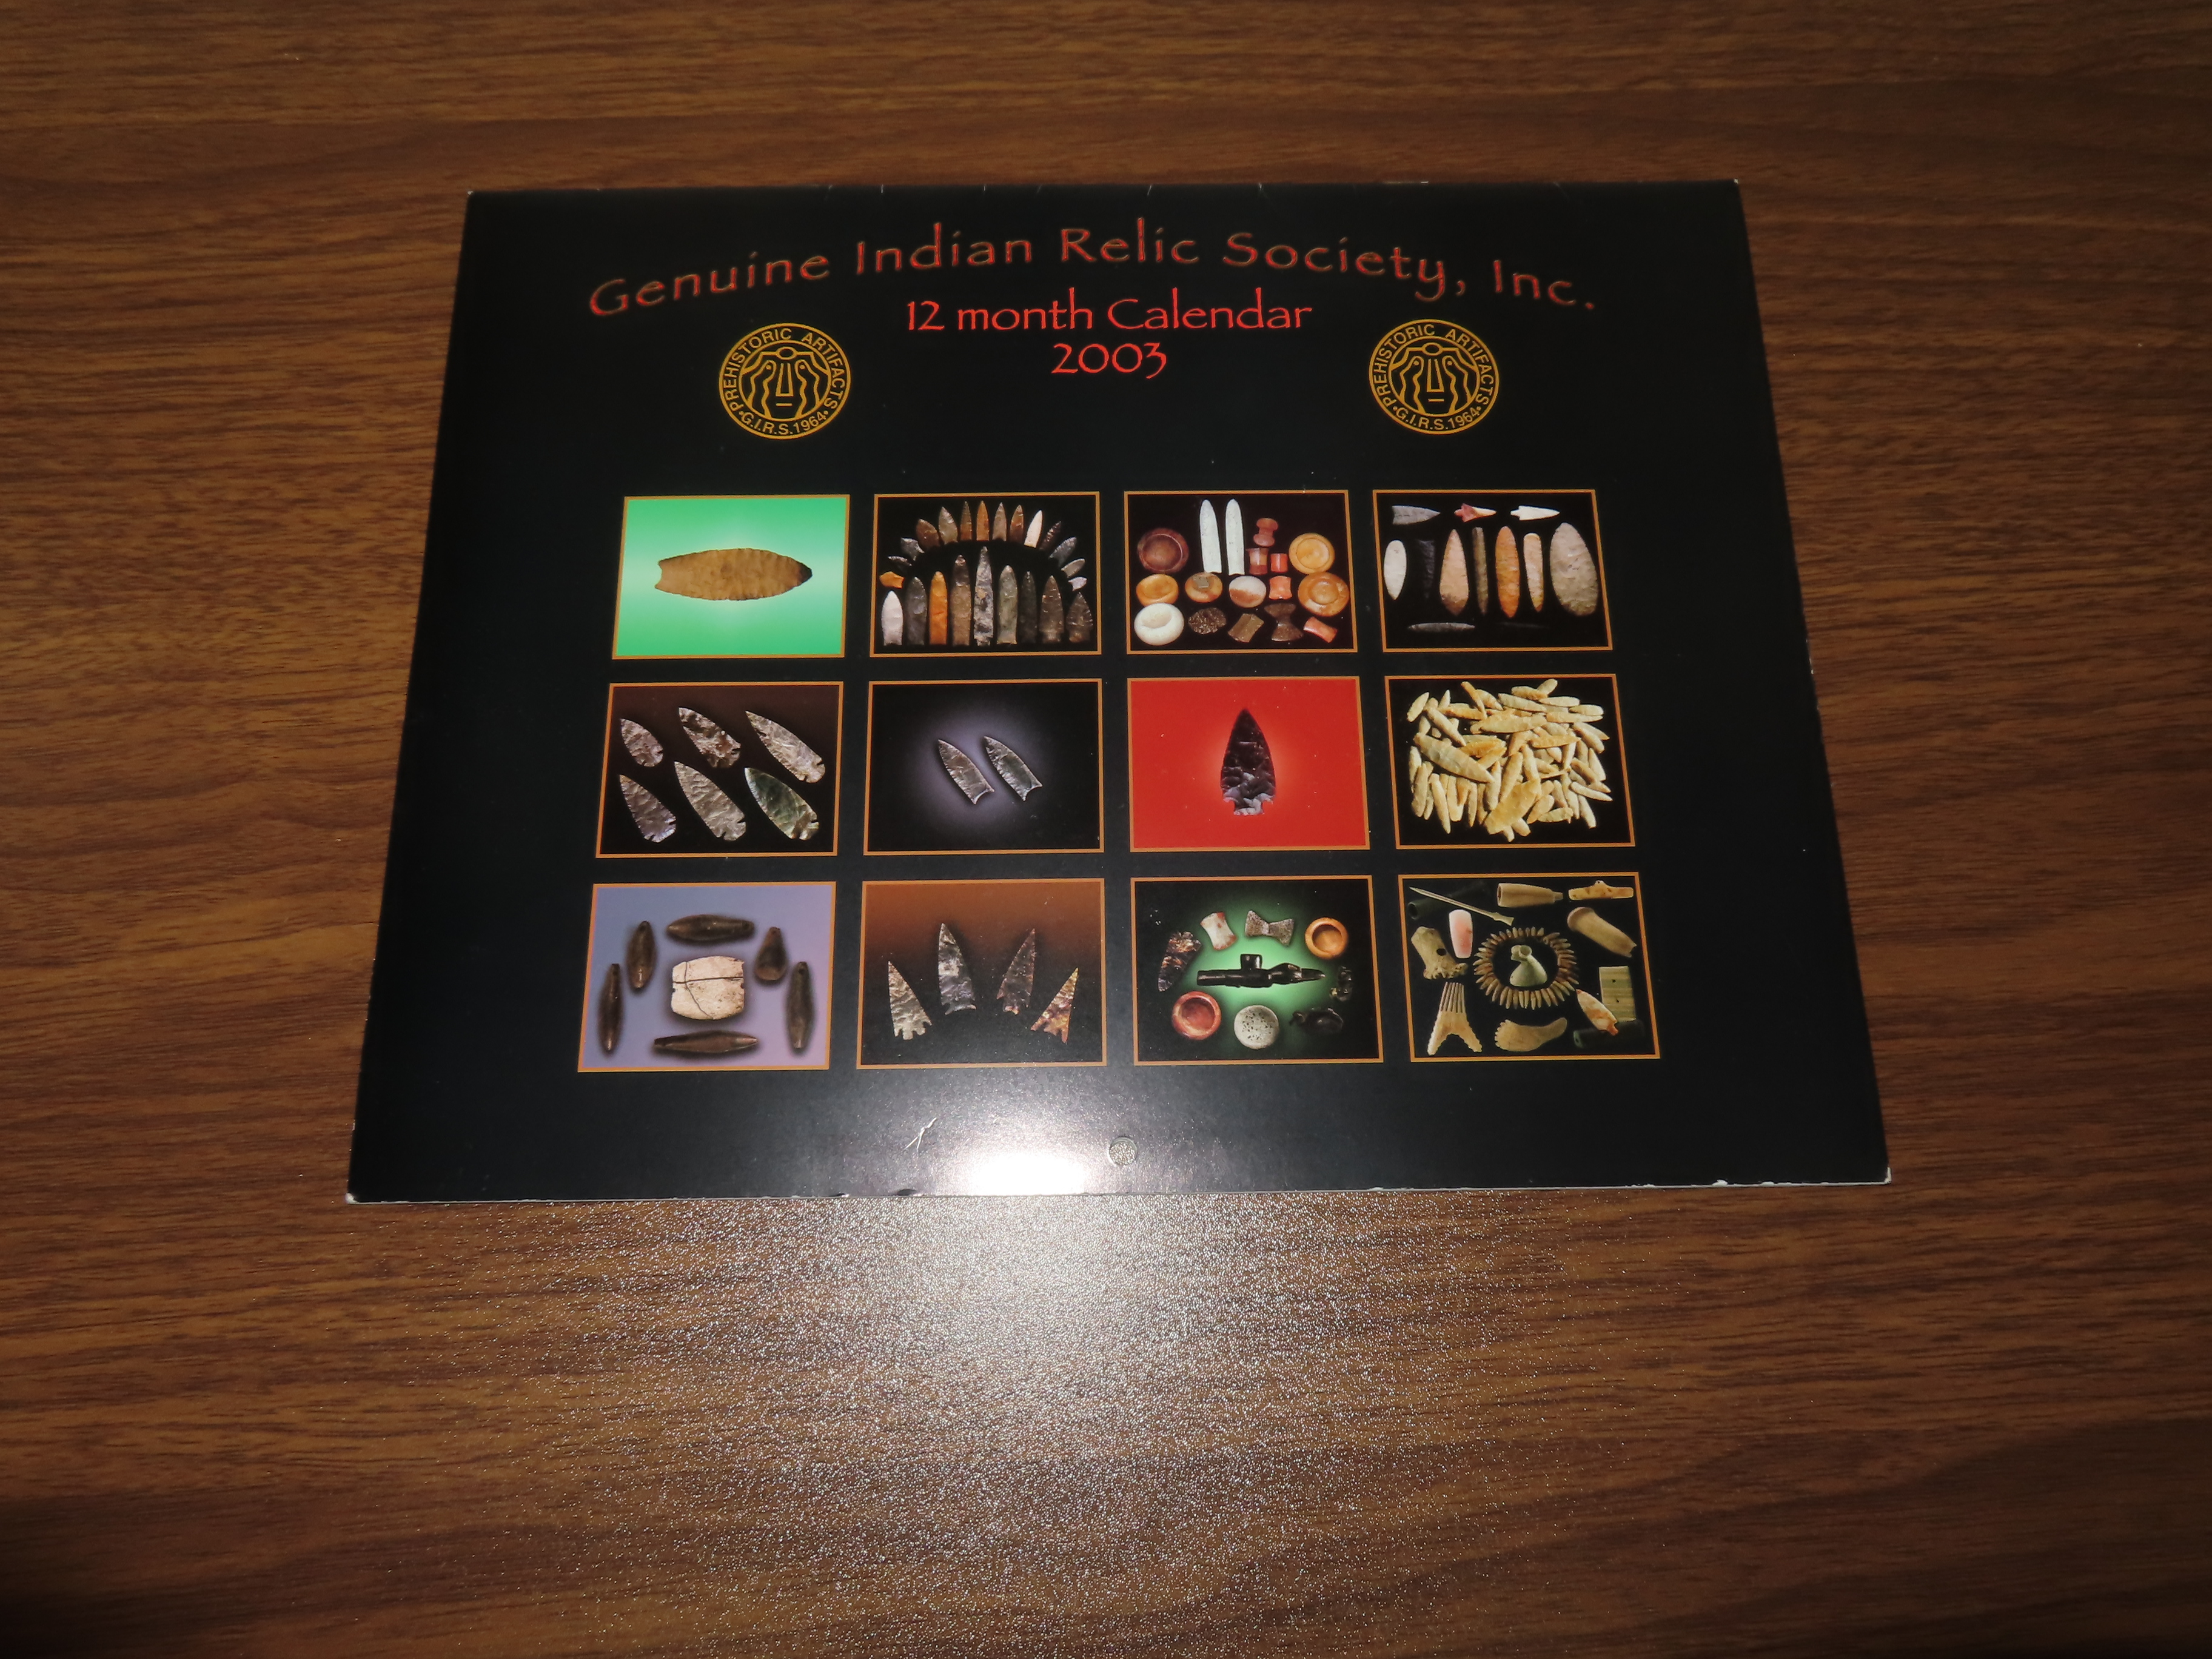 Genuine Indian Relic Society, Inc.
12 month Calendar
2003
PREHISTORIC ARTIFACTS
•G.I.R.S. 1964•
PREHISTORIC ARTIFACTS
•G.I.R.S. 1964•